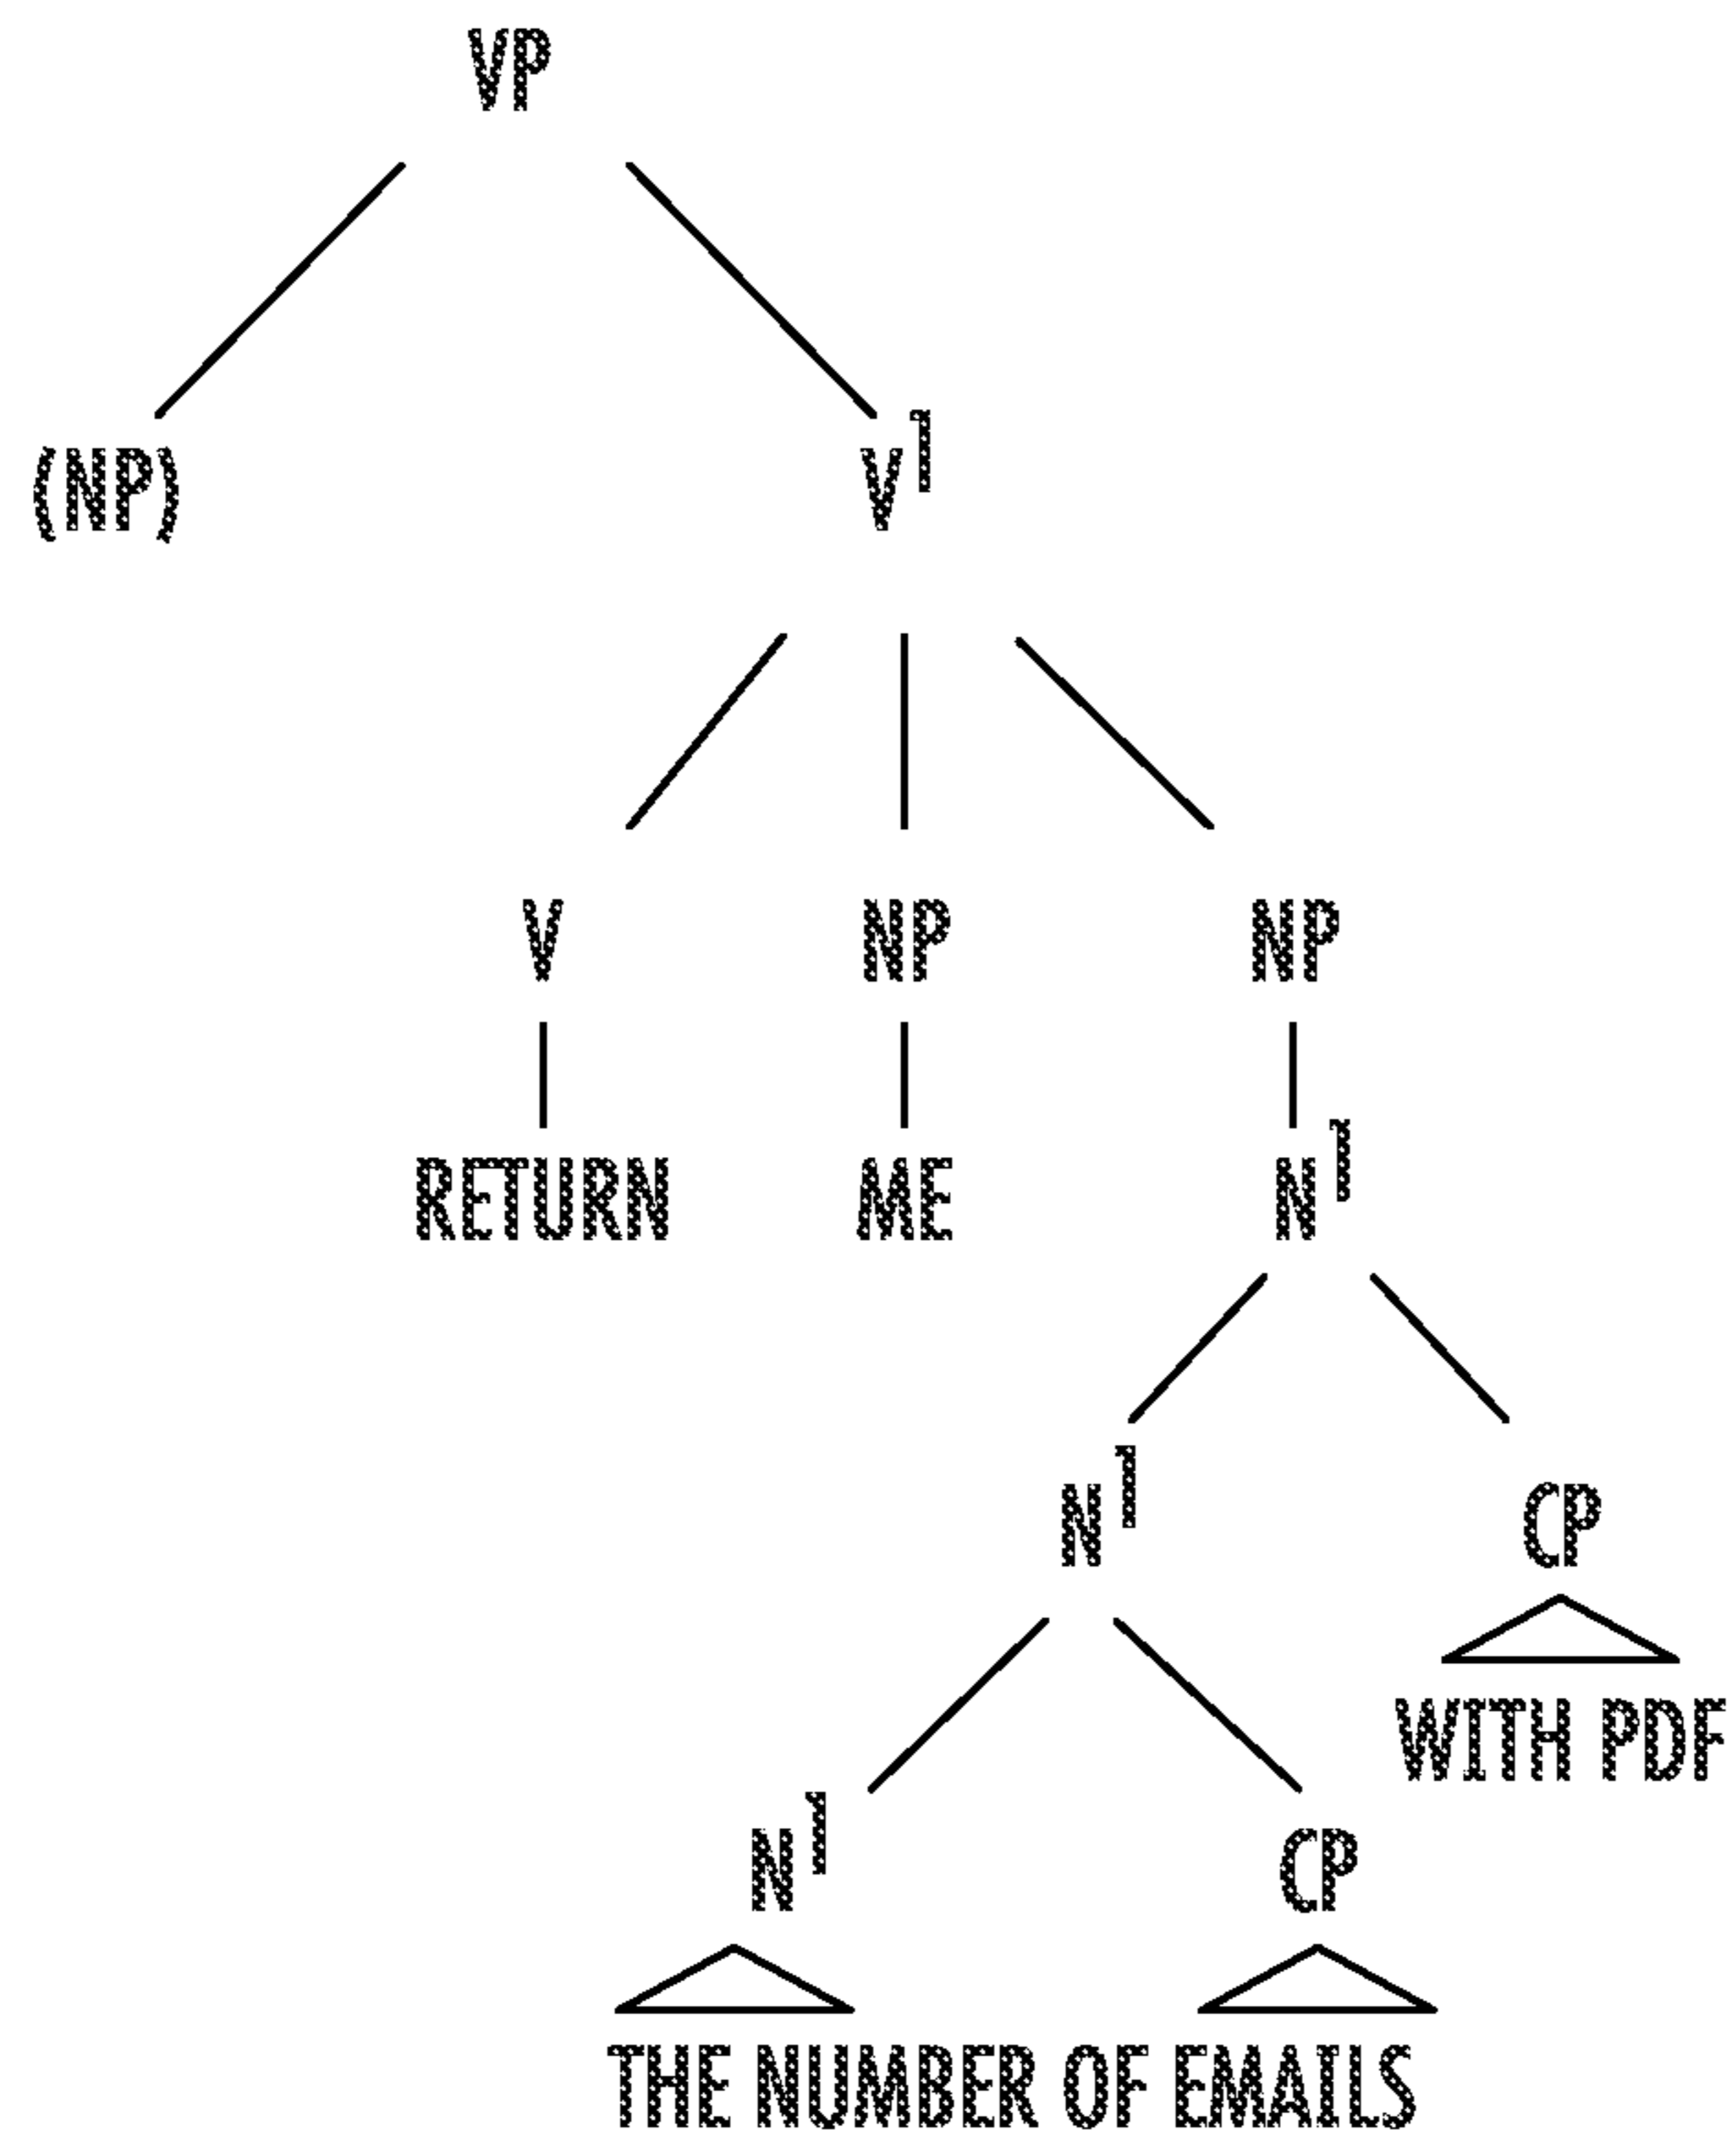 VP
(NP) V¹
V NP NP
RETURN ME N¹
N¹ CP
WITH PDF
N¹ CP
THE NUMBER OF EMAILS